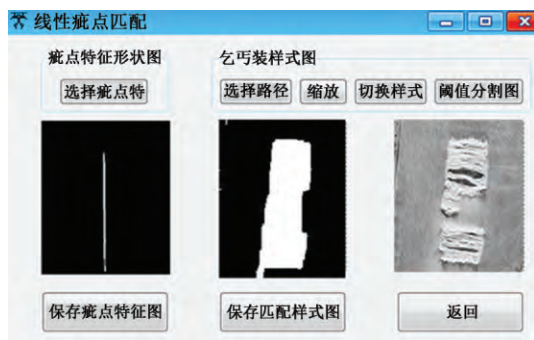 线性疵点匹配
疵点特征形状图
乞丐装样式图
选择疵点特
选择路径 缩放 切换样式 阈值分割图
保存疵点特征图
保存匹配样式图
返回